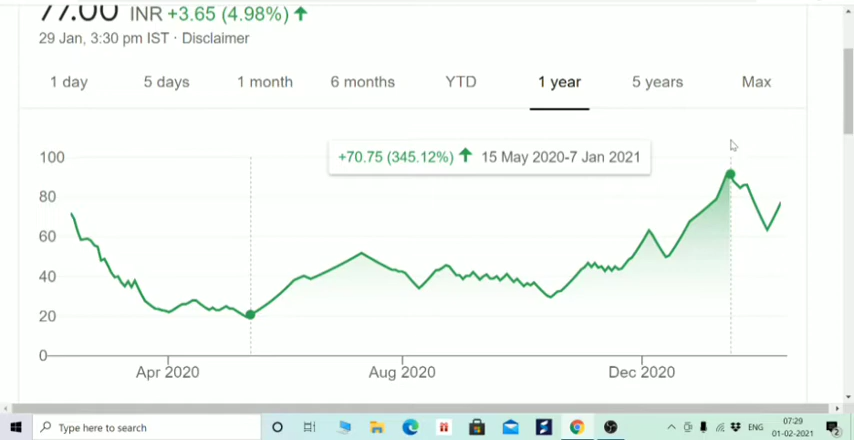 77.00 INR +3.65 (4.98%)
29 Jan, 3:30 pm IST · Disclaimer
1 day 5 days 1 month 6 months YTD 1 year 5 years Max
+70.75 (345.12%) 15 May 2020-7 Jan 2021
100
80
60
40
20
0
Apr 2020 Aug 2020 Dec 2020
Type here to search
ENG
07:29
01-02-2021
2